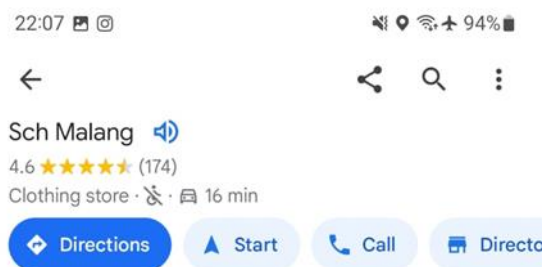 22:07 94%
Sch Malang
4.6 (174)
Clothing store · · 16 min
Directions Start Call Directo